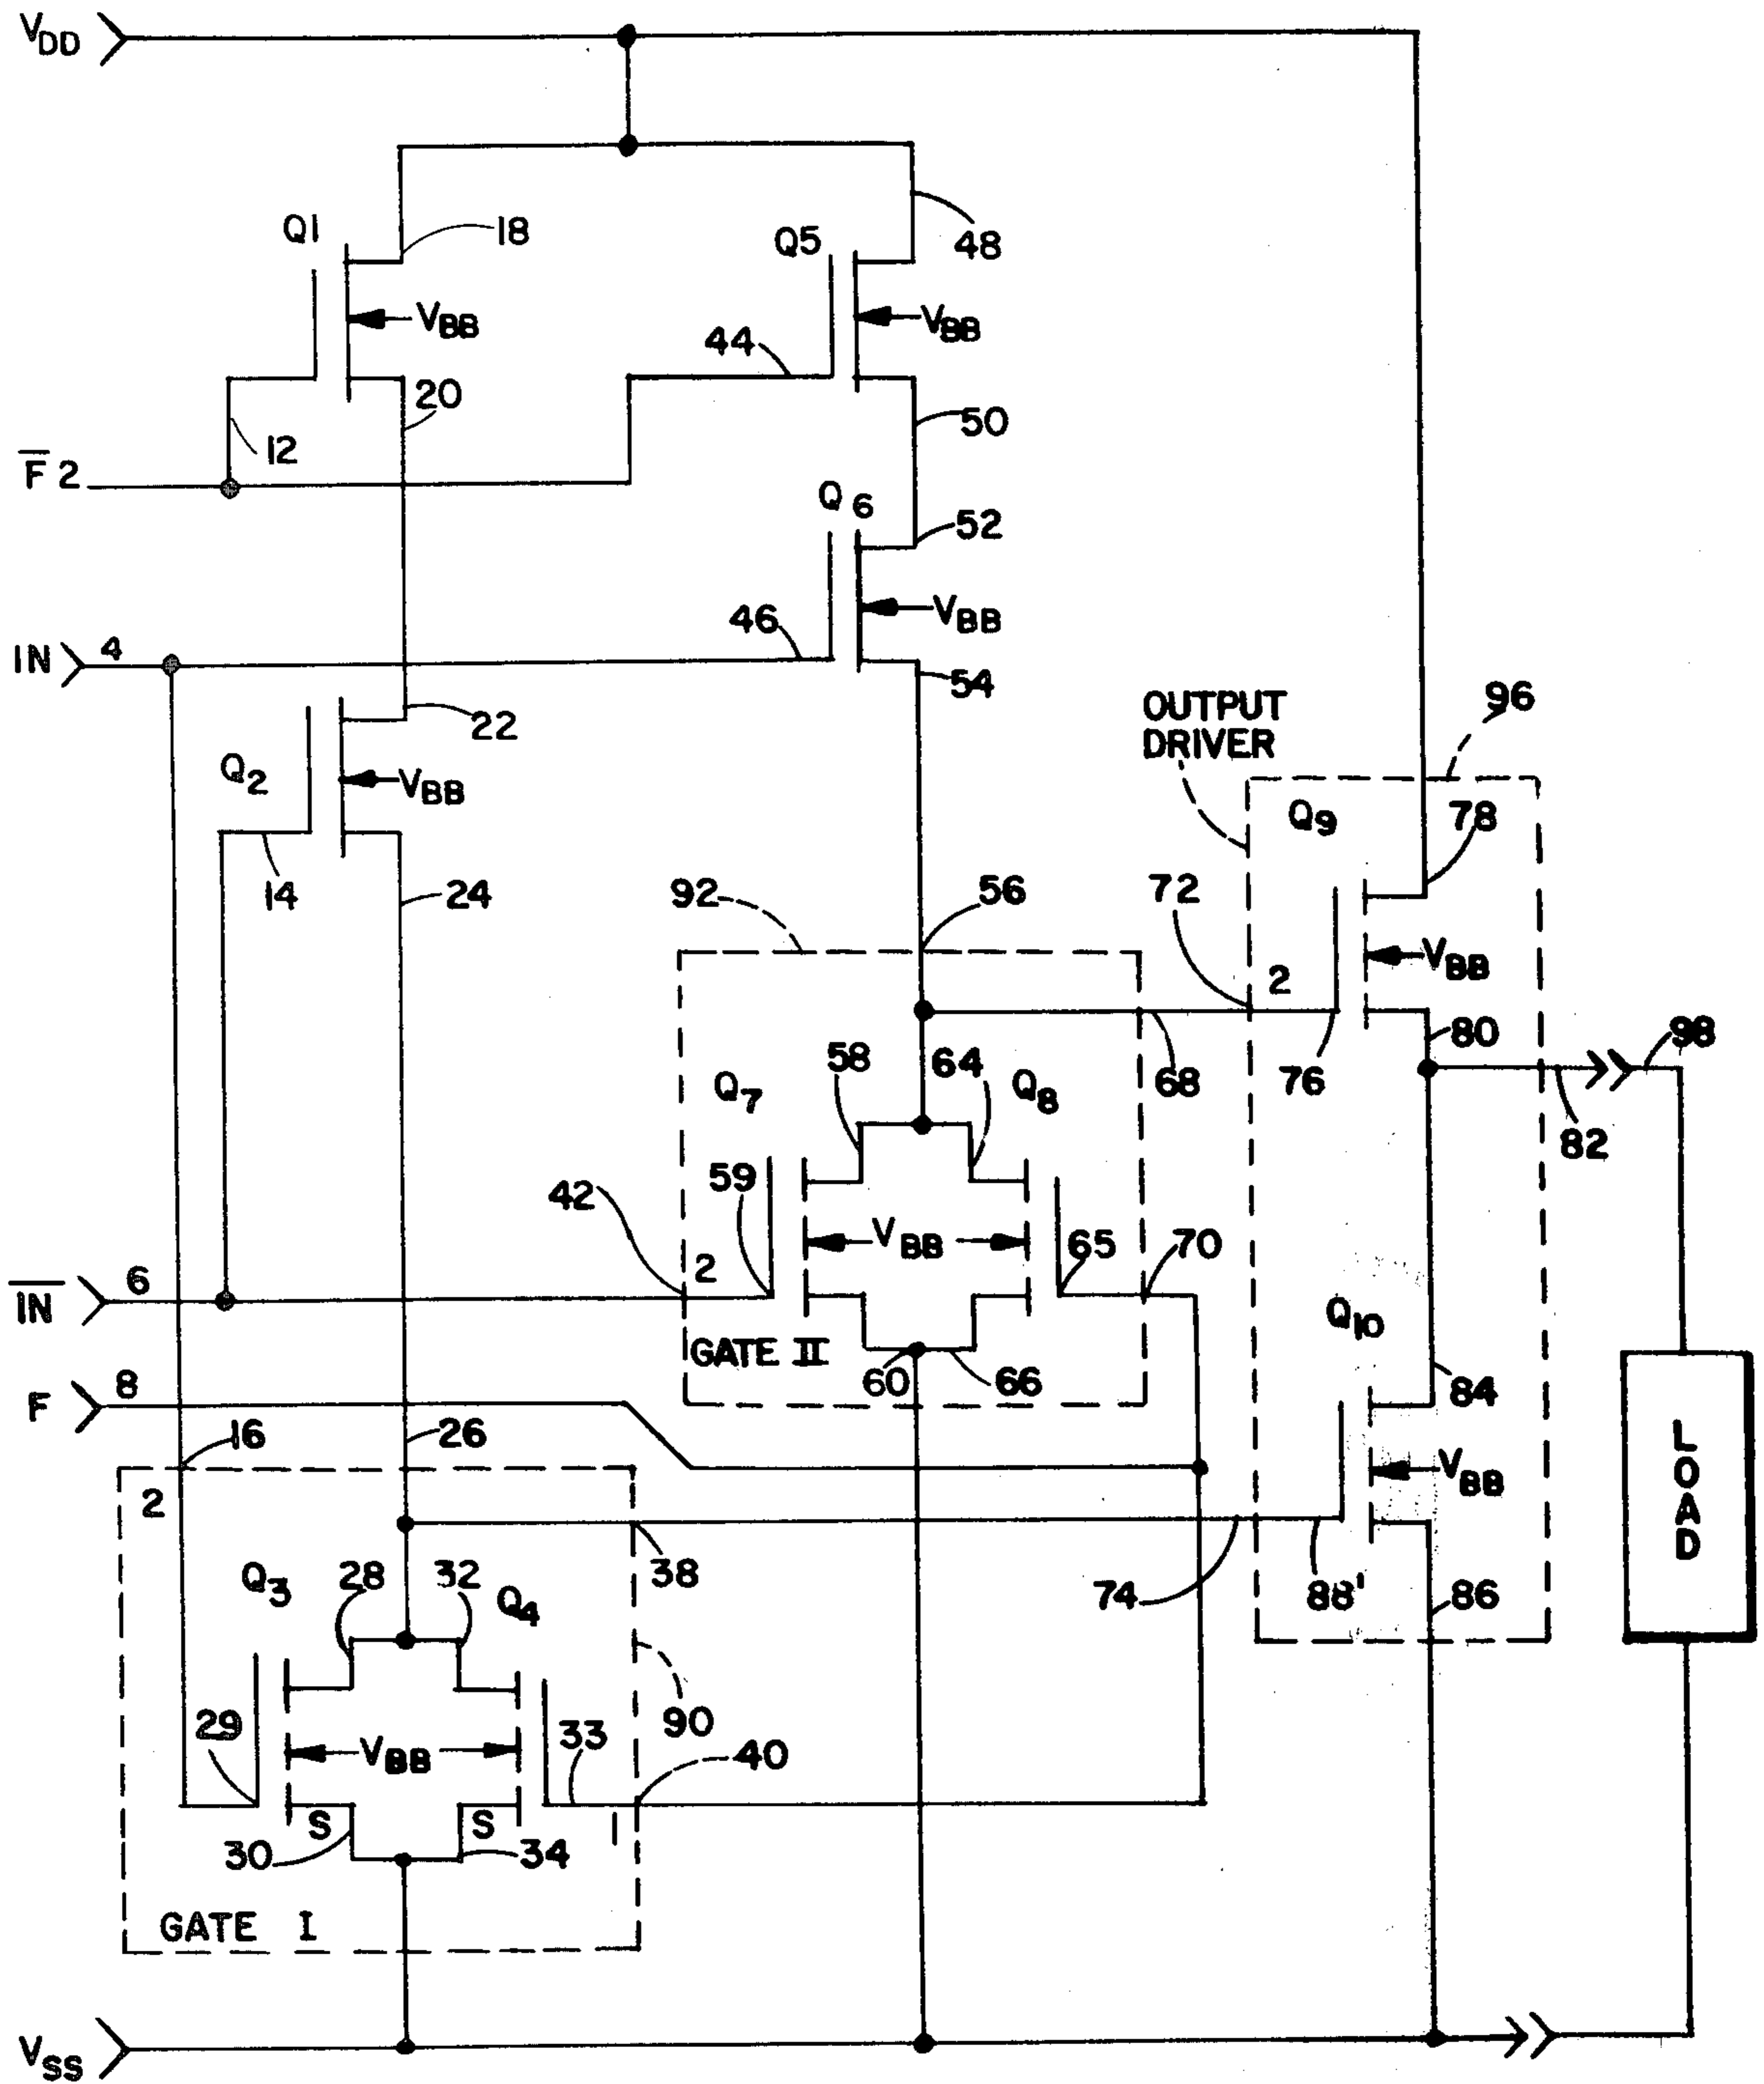 VDD
Q1
18
Q5
48
VBB
VBB
44
20
12
50
F̅ 2
Q6
52
46
VBB
IN
4
54
22
OUTPUT
DRIVER
96
Q2
VBB
Q9
78
14
24
92
56
72
2
VBB
58
64
80
98
Q7
Q8
68
76
82
59
42
VBB
65
70
2
I̅N̅
6
Q10
GATE II
60
66
84
F
8
16
26
LOAD
2
VBB
Q3
28
32
Q4
38
74
88'
86
29
33
90
VBB
40
S
S
1
30
34
GATE I
VSS